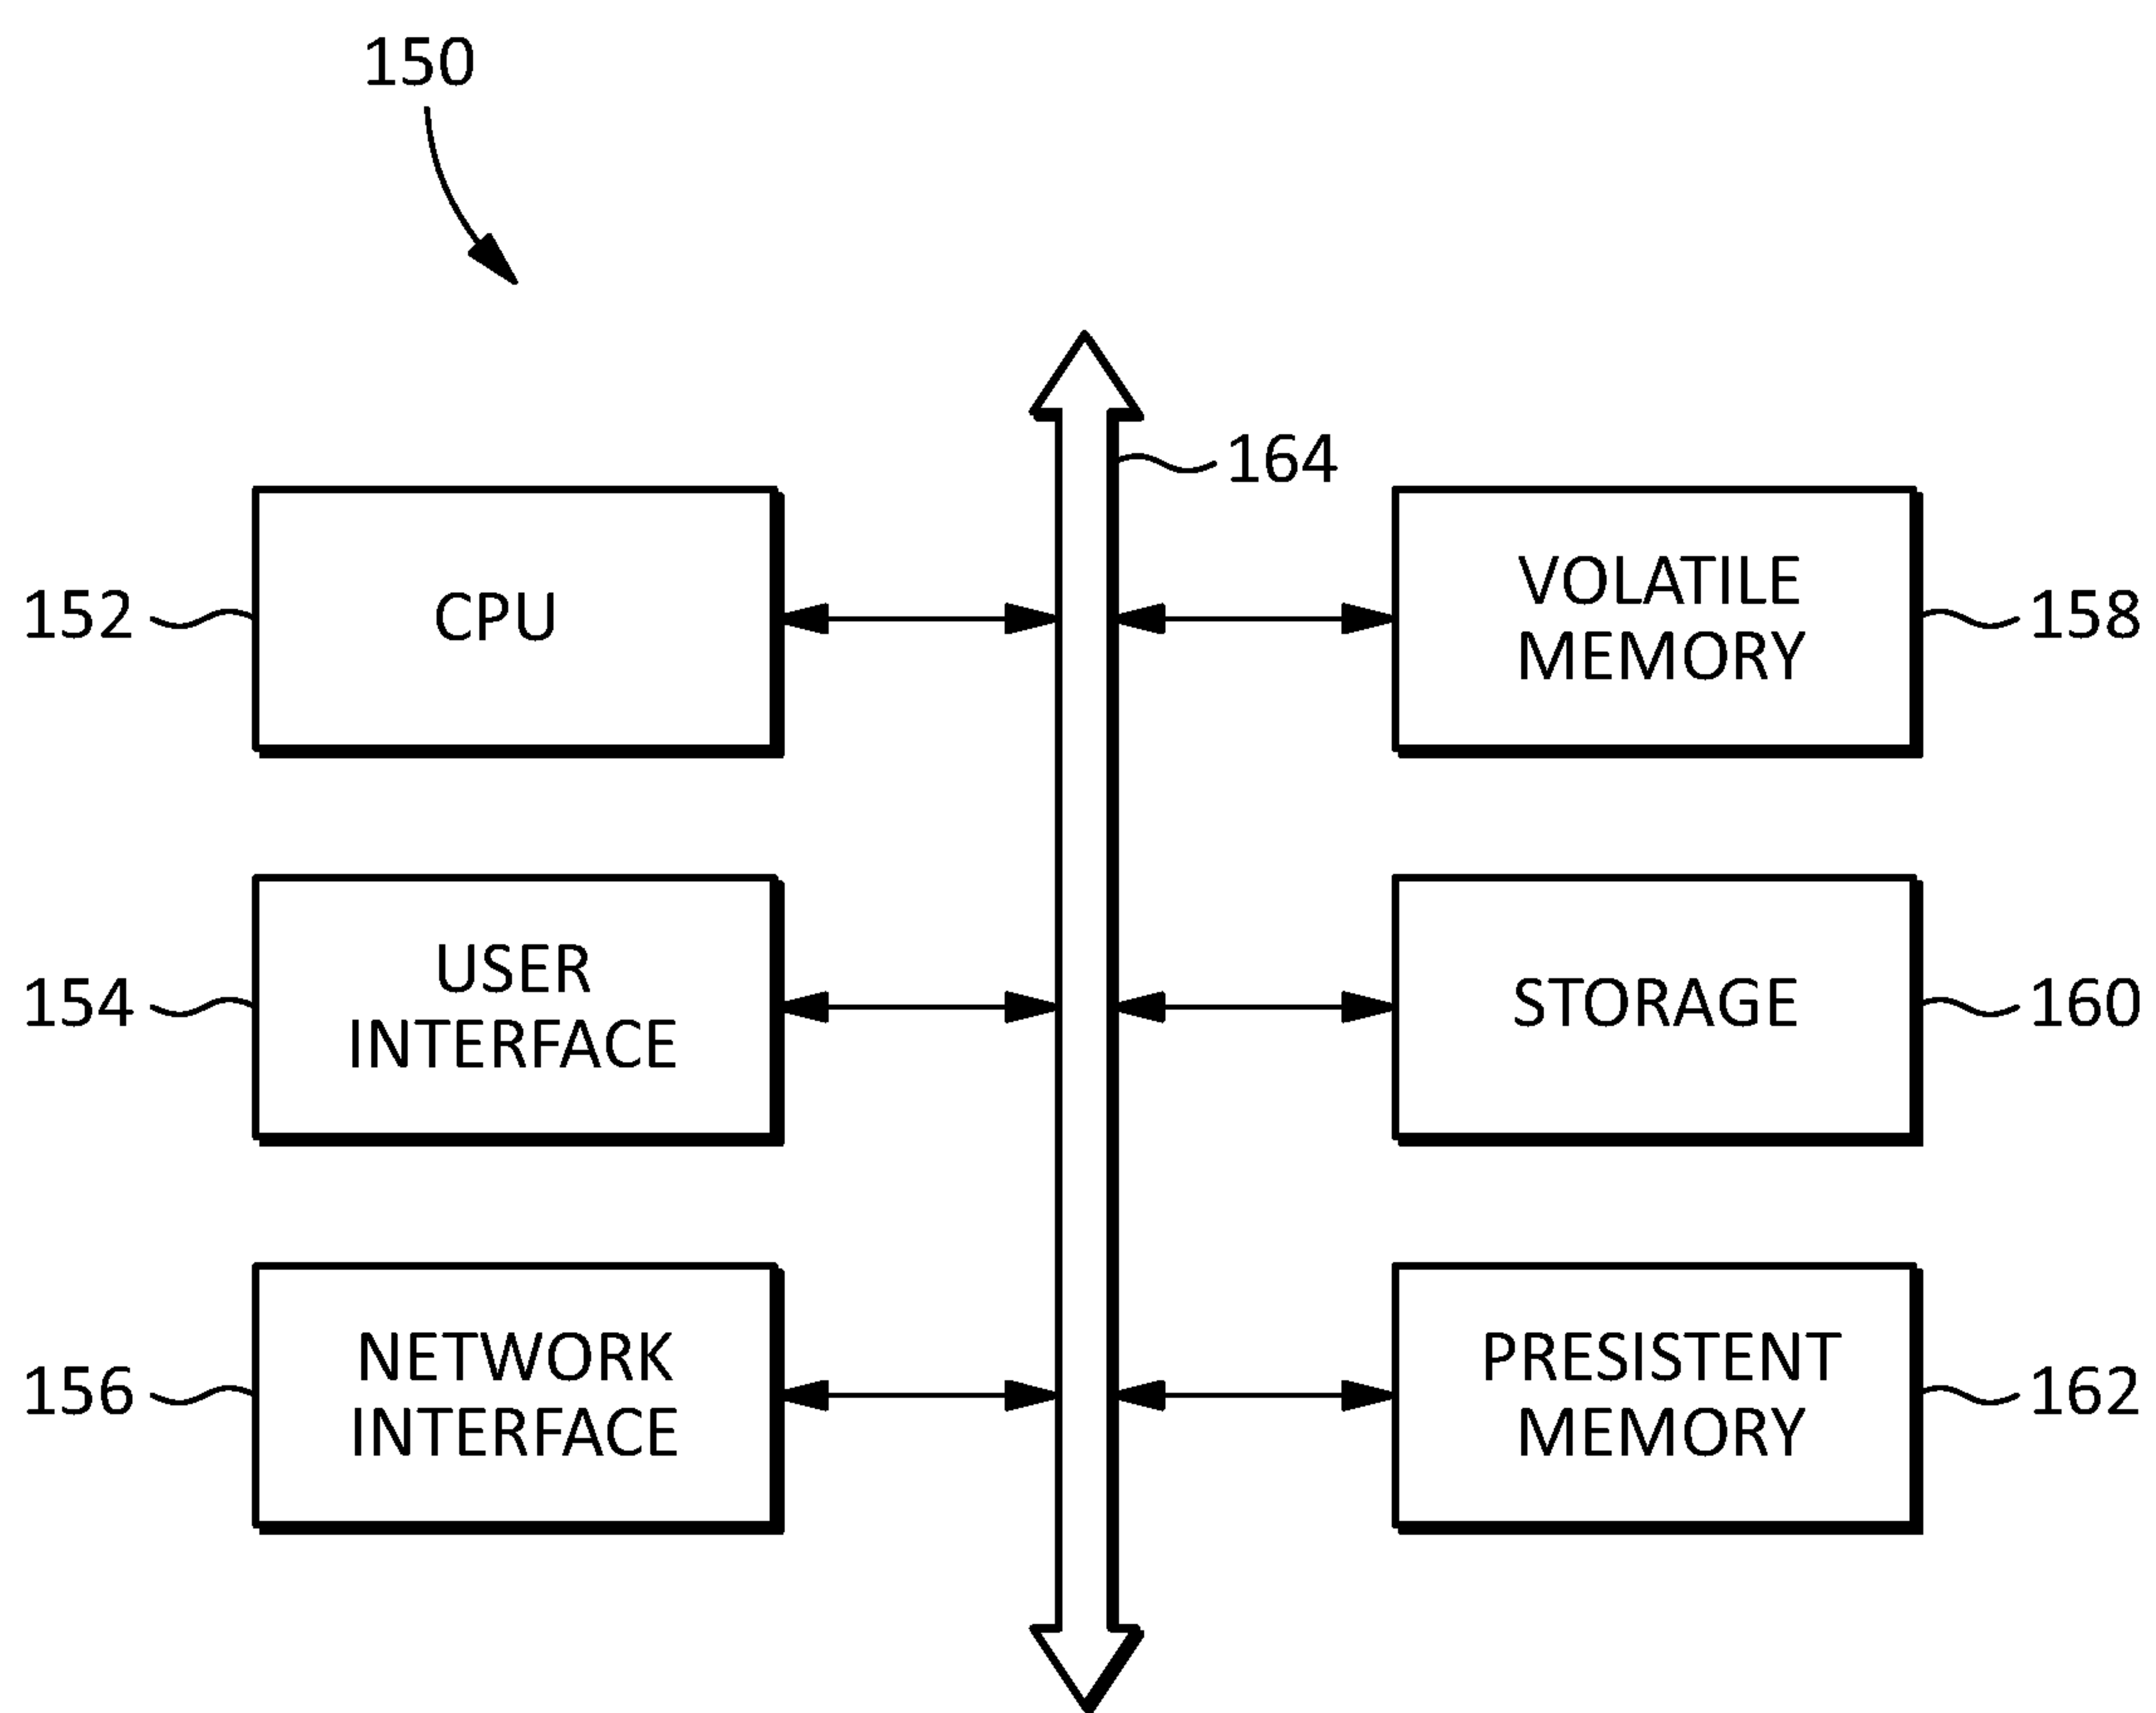 150
164
152
CPU
VOLATILE
MEMORY
158
154
USER
INTERFACE
STORAGE
160
156
NETWORK
INTERFACE
PRESISTENT
MEMORY
162